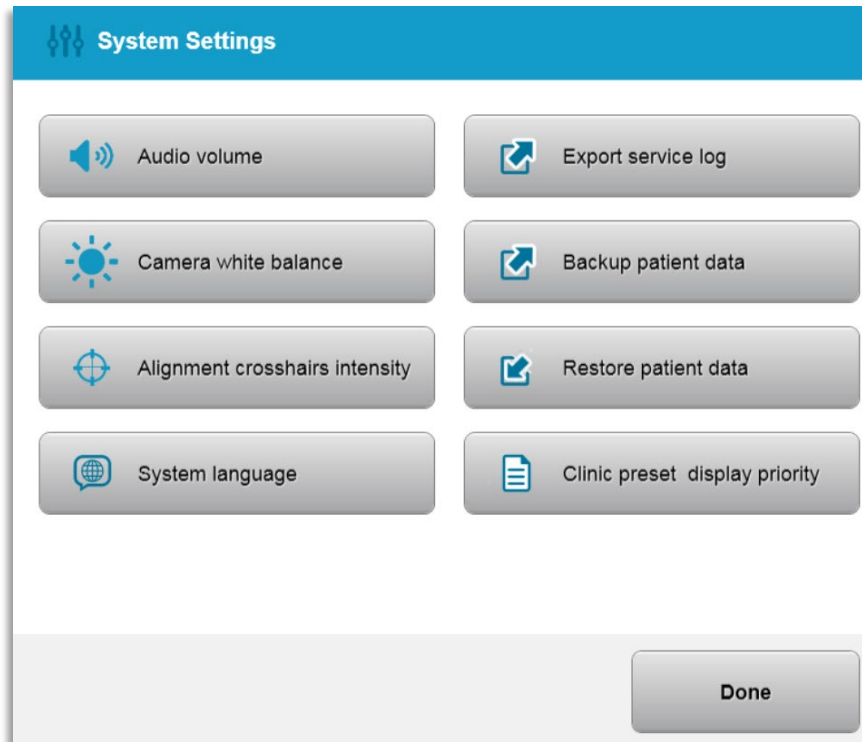 System Settings
Audio volume
Export service log
Camera white balance
Backup patient data
Alignment crosshairs intensity
Restore patient data
System language
Clinic preset display priority
Done